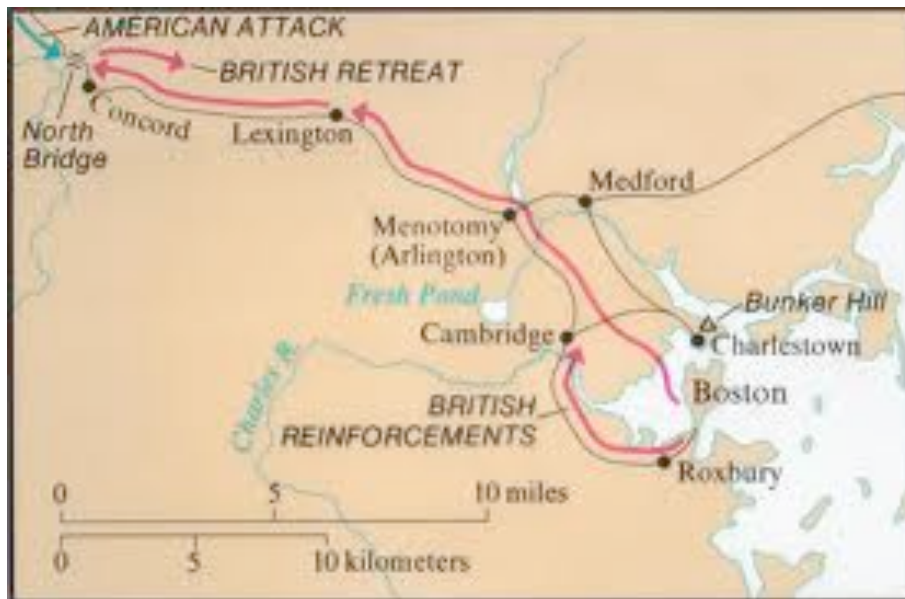 AMERICAN ATTACK
BRITISH RETREAT
North
Bridge
Concord
Lexington
Medford
Menotomy
(Arlington)
Fresh Pond
Bunker Hill
Cambridge
Charlestown
Charles R.
Boston
BRITISH
REINFORCEMENTS
Roxbury
0 5 10 miles
0 5 10 kilometers